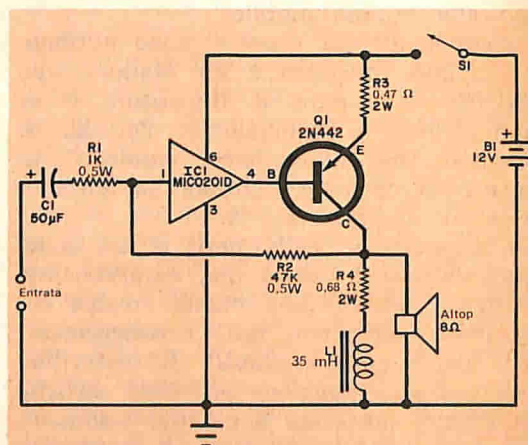 S1
R3
0,47 Ω
2W
Q1
2N442
B1
12V
+
R1
1K
0,5W
IC1
MIC0201D
6
1
4
3
B
E
C
+
C1
50µF
R2
47K
0,5W
R4
0,68 Ω
2W
Entrata
Altop
8Ω
L1
35 mH